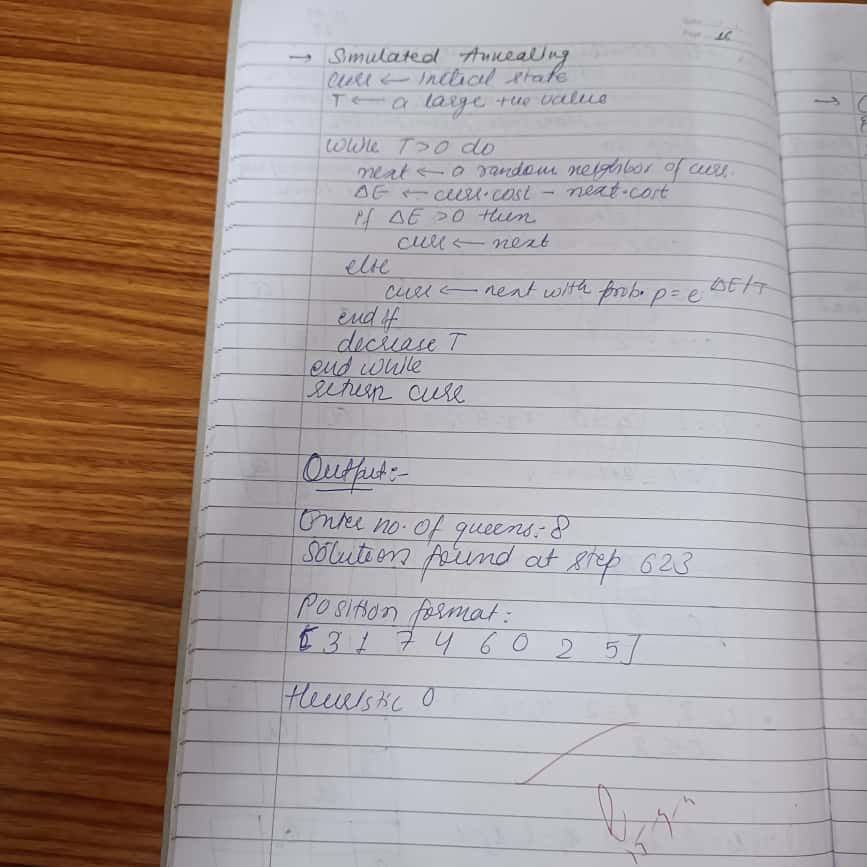 Date
Page
→ Simulated Annealing
curr ← initial state
T ← a large +ve value
while T>0 do
next ← a random neighbor of curr.
ΔE ← curr.cost - next.cost
if ΔE >0 then
curr ← next
else
curr ← next with prob. p = e^ΔE/T
end if
decrease T
end while
return curr
Output:-
Enter no. of queens:- 8
Solution found at step 623
Position format:
[3 1 7 4 6 0 2 5]
Heuristic 0
→